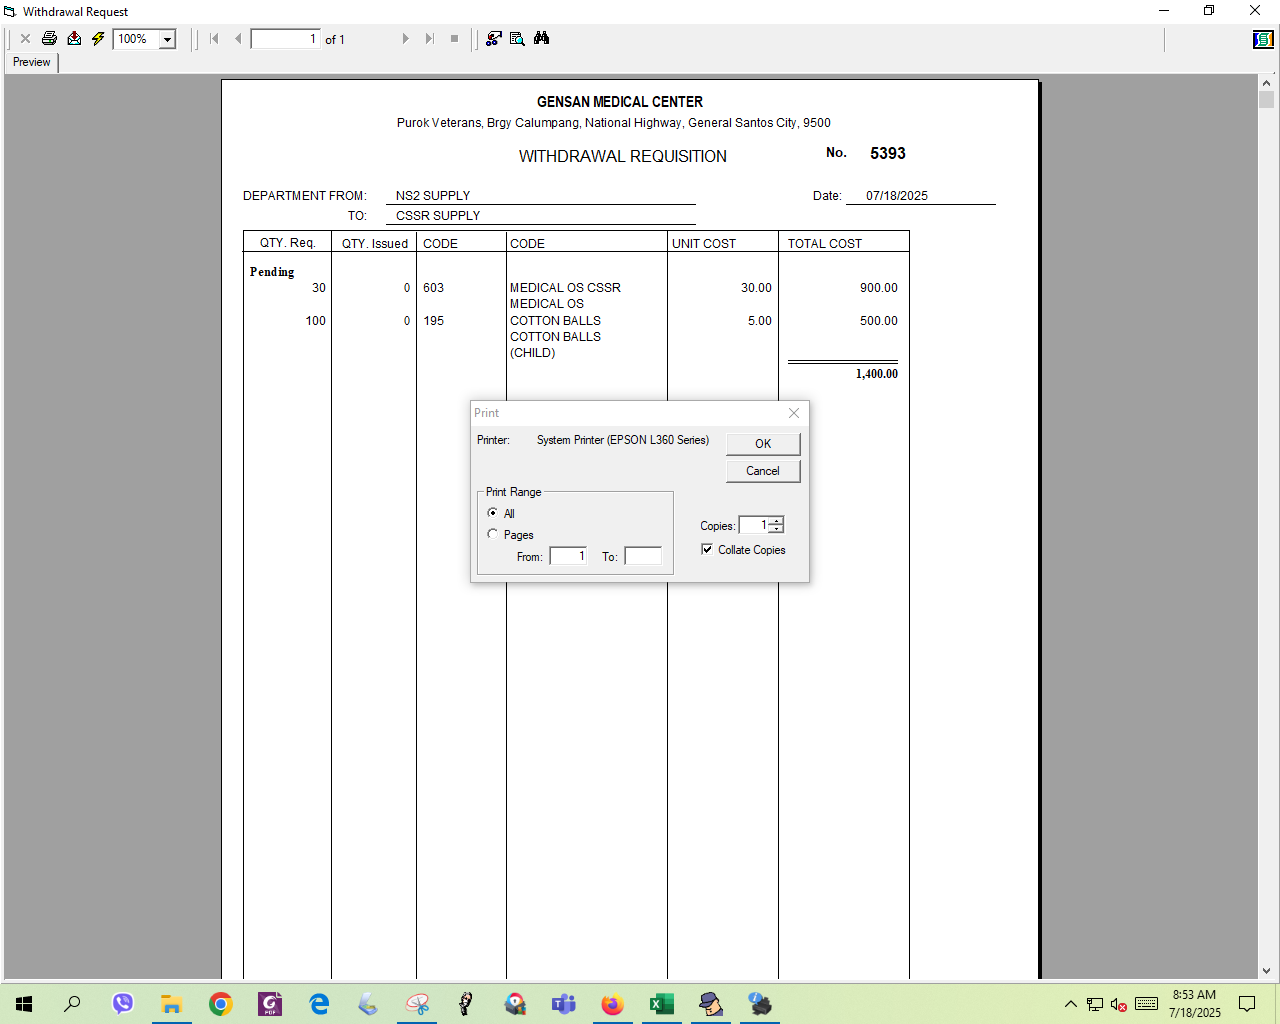 Withdrawal Request
100%
1 of 1
Preview
GENSAN MEDICAL CENTER
Purok Veterans, Brgy Calumpang, National Highway, General Santos City, 9500
WITHDRAWAL REQUISITION No. 5393
DEPARTMENT FROM: NS2 SUPPLY Date: 07/18/2025
TO: CSSR SUPPLY
QTY. Req. QTY. Issued CODE CODE UNIT COST TOTAL COST
Pending
30 0 603 MEDICAL OS CSSR 30.00 900.00
MEDICAL OS
100 0 195 COTTON BALLS 5.00 500.00
COTTON BALLS
(CHILD)
1,400.00
Print
Printer: System Printer (EPSON L360 Series) OK
Cancel
Print Range
All
Pages
From: 1 To:
Copies: 1
Collate Copies
8:53 AM
7/18/2025